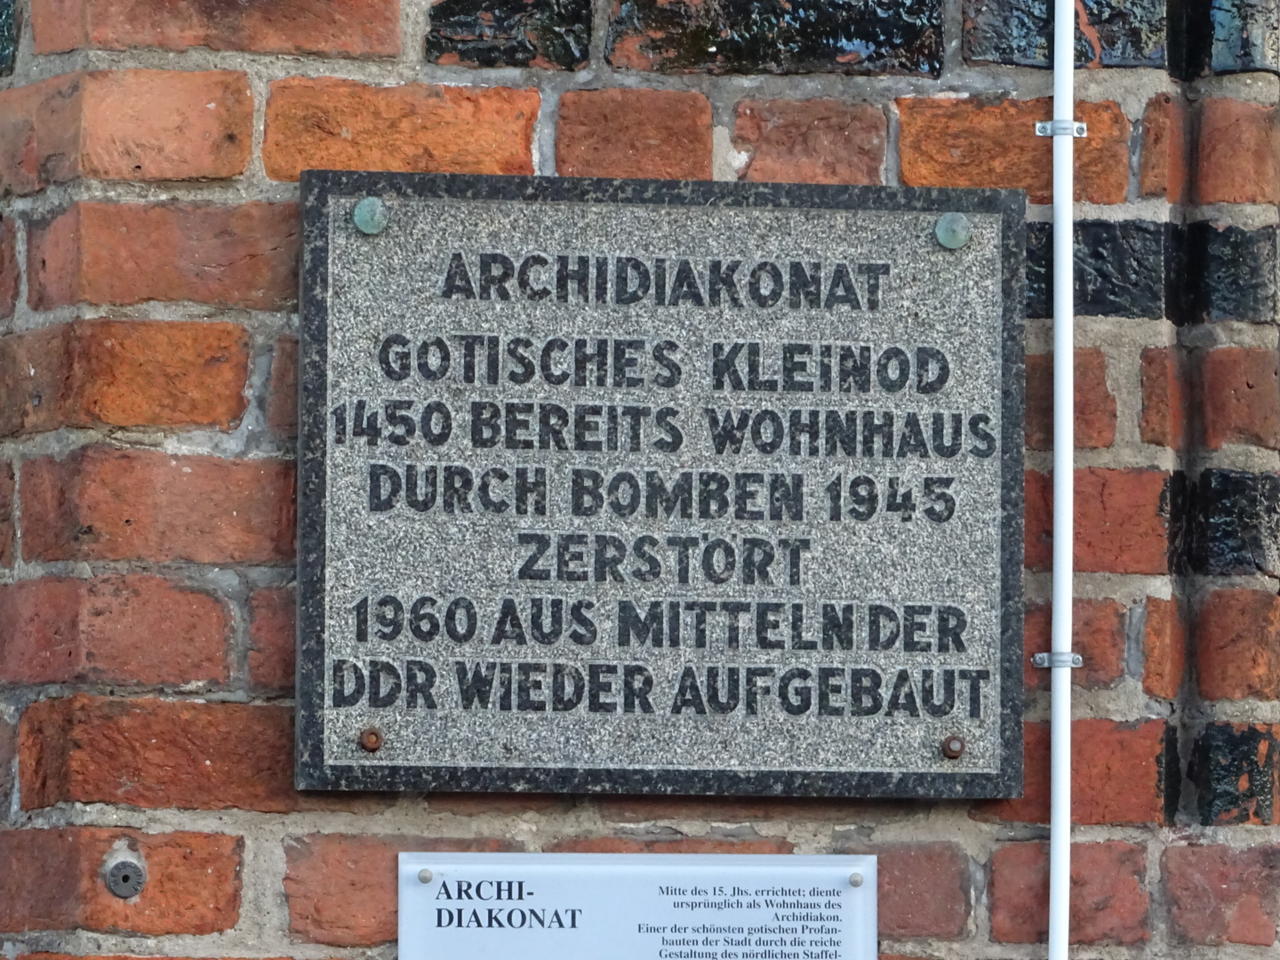 ARCHIDIAKONAT
GOTISCHES KLEINOD
1450 BEREITS WOHNHAUS
DURCH BOMBEN 1945
ZERSTÖRT
1960 AUS MITTELN DER
DDR WIEDER AUFGEBAUT
ARCHI-
DIAKONAT
Mitte des 15. Jhs. errichtet; diente
ursprünglich als Wohnhaus des
Archidiakon.
Einer der schönsten gotischen Profan-
bauten der Stadt durch die reiche
Gestaltung des nördlichen Staffel-